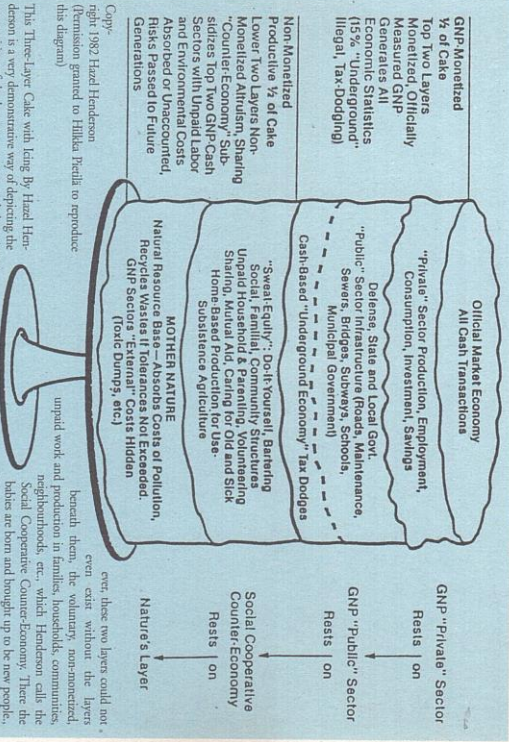 GNP-Monetized
½ of Cake
Top Two Layers
Monetized, Officially
Measured GNP
Generates All
Economic Statistics
(15% "Underground"
Illegal, Tax-Dodging)
Non-Monetized
Productive ½ of Cake
Lower Two Layers Non-
Monetized Altruism, Sharing
"Counter-Economy" Sub-
sidizes Top Two GNP-Cash
Sectors with Unpaid Labor
and Environmental Costs
Absorbed or Unaccounted,
Risks Passed to Future
Generations
Official Market Economy
All Cash Transactions
"Private" Sector Production, Employment,
Consumption, Investment, Savings
Defense, State and Local Govt.
"Public" Sector Infrastructure (Roads, Maintenance,
Sewers, Bridges, Subways, Schools,
Municipal Government)
Cash-Based "Underground Economy" Tax Dodges
"Sweat-Equity": Do-It-Yourself, Bartering
Social, Familial, Community Structures
Unpaid Household & Parenting, Volunteering
Sharing, Mutual Aid, Caring for Old and Sick
Home-Based Production for Use-
Subsistence Agriculture
MOTHER NATURE
Natural Resource Base—Absorbs Costs of Pollution,
Recycles Wastes If Tolerances Not Exceeded.
GNP Sectors "External" Costs Hidden
(Toxic Dumps, etc.)
GNP "Private" Sector
Rests on
GNP "Public" Sector
Rests on
Social Cooperative
Counter-Economy
Rests on
Nature's Layer
Copy-
right 1982 Hazel Henderson
(Permission granted to Hilkka Pietilä to reproduce
this diagram)
This Three-Layer Cake with Icing By Hazel Hen-
derson is a very demonstrative way of depicting the
ever, these two layers could not
even exist without the layers
beneath them, the voluntary, non-monetized,
unpaid work and production in families, households, communities,
neighbourhoods, etc., which Henderson calls the
Social Cooperative Counter-Economy. There the
babies are born and brought up to be new people,